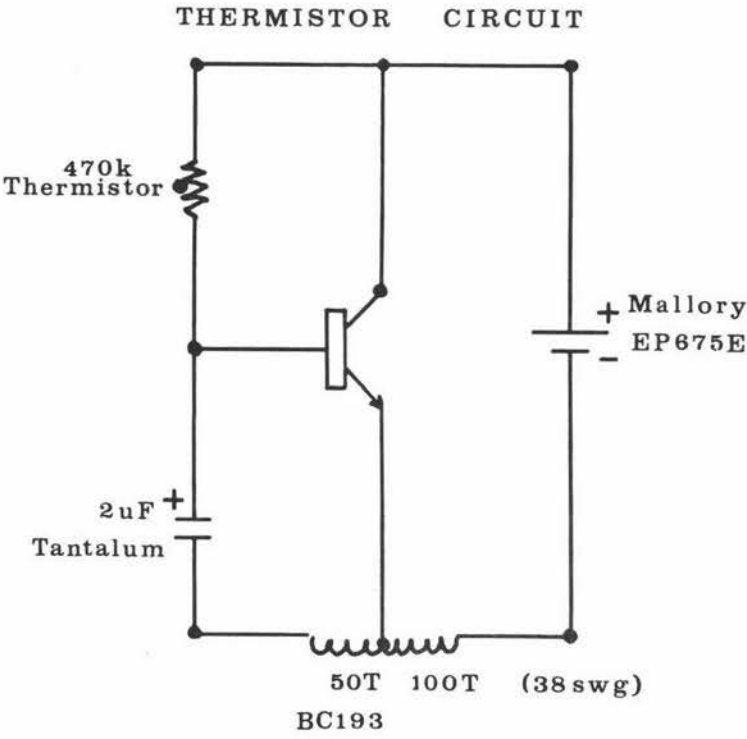 THERMISTOR CIRCUIT
470k
Thermistor
+ Mallory
EP675E
-
2uF +
Tantalum
50T 100T (38swg)
BC193